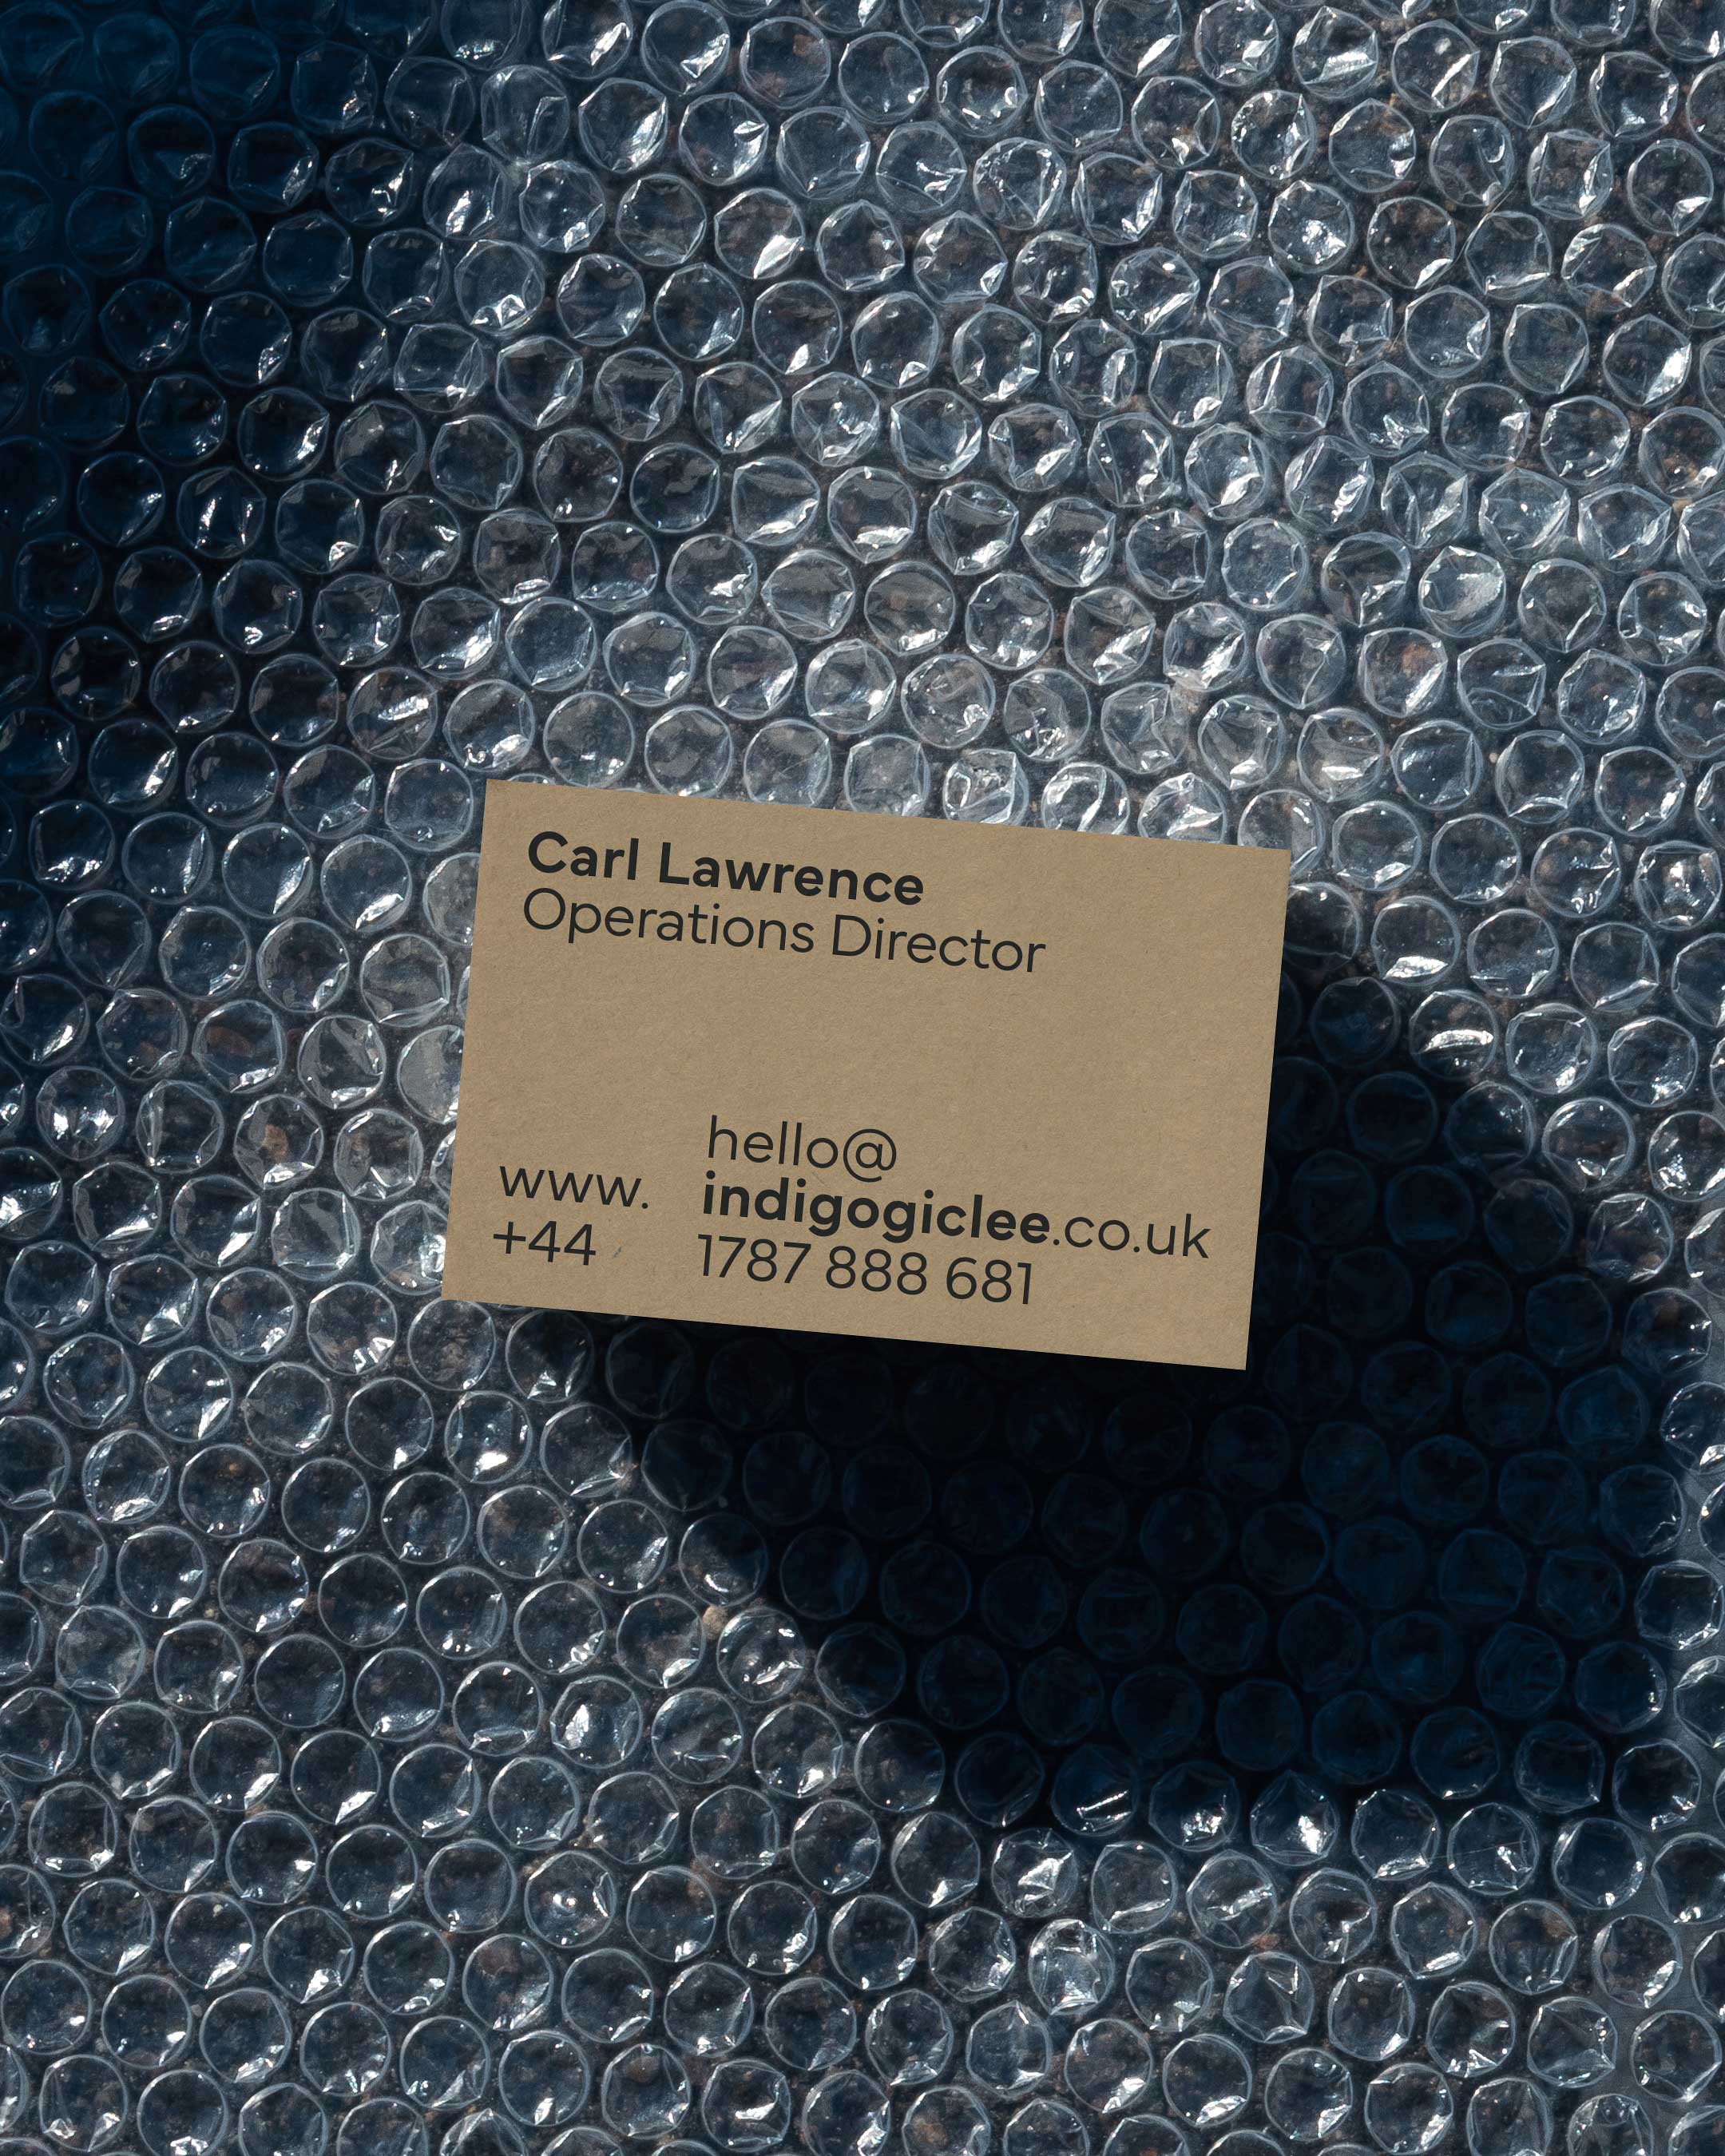 Carl Lawrence
Operations Director
hello@
www. indigogiclee.co.uk
+44 1787 888 681